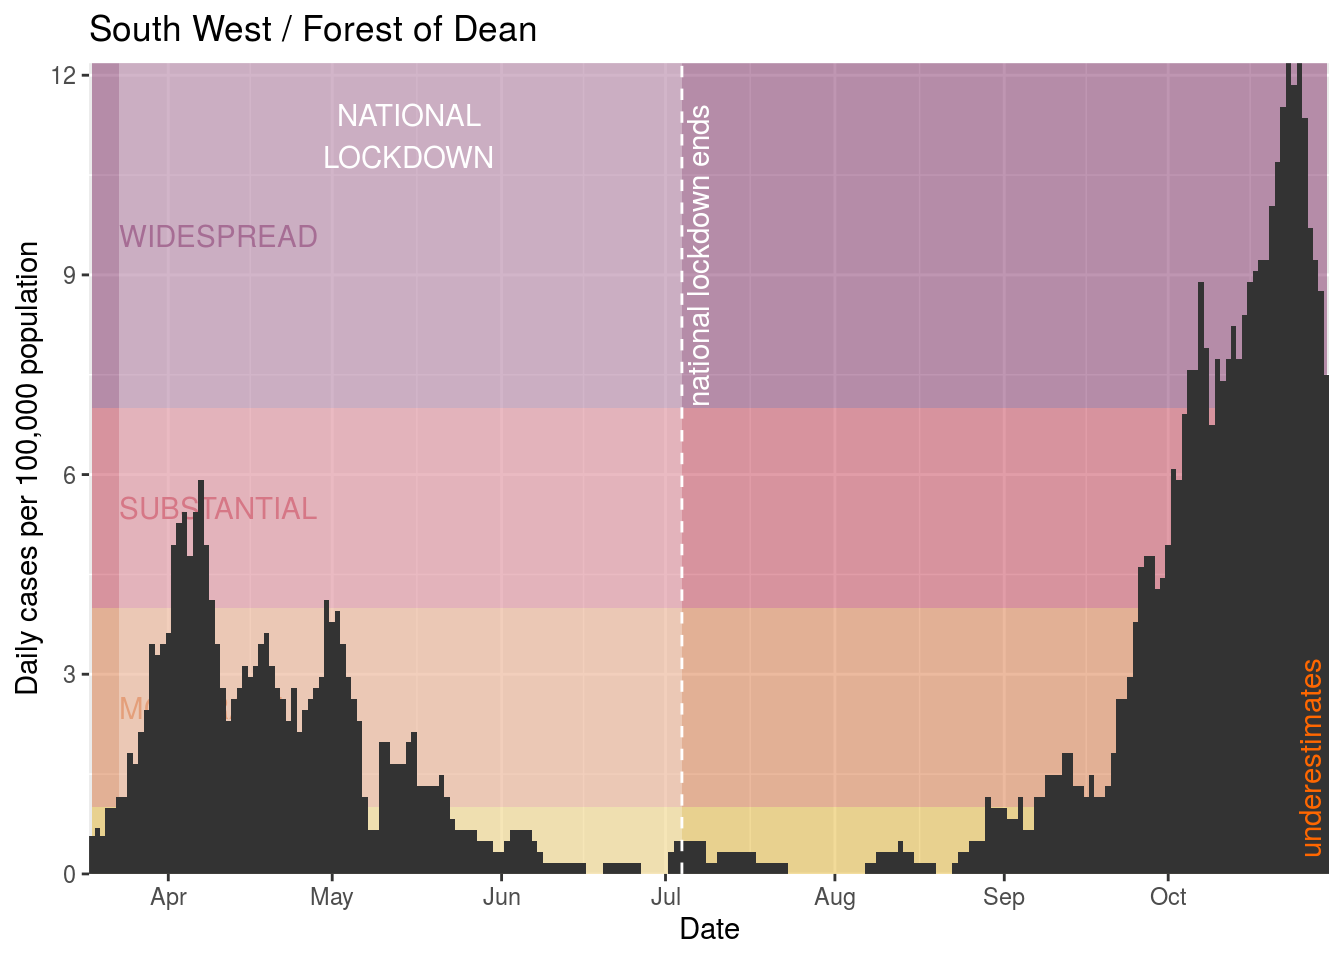 South West / Forest of Dean
12
9
6
3
0
Daily cases per 100,000 population
NATIONAL
LOCKDOWN
WIDESPREAD
SUBSTANTIAL
national lockdown ends
underestimates
Apr
May
Jun
Jul
Aug
Sep
Oct
Date